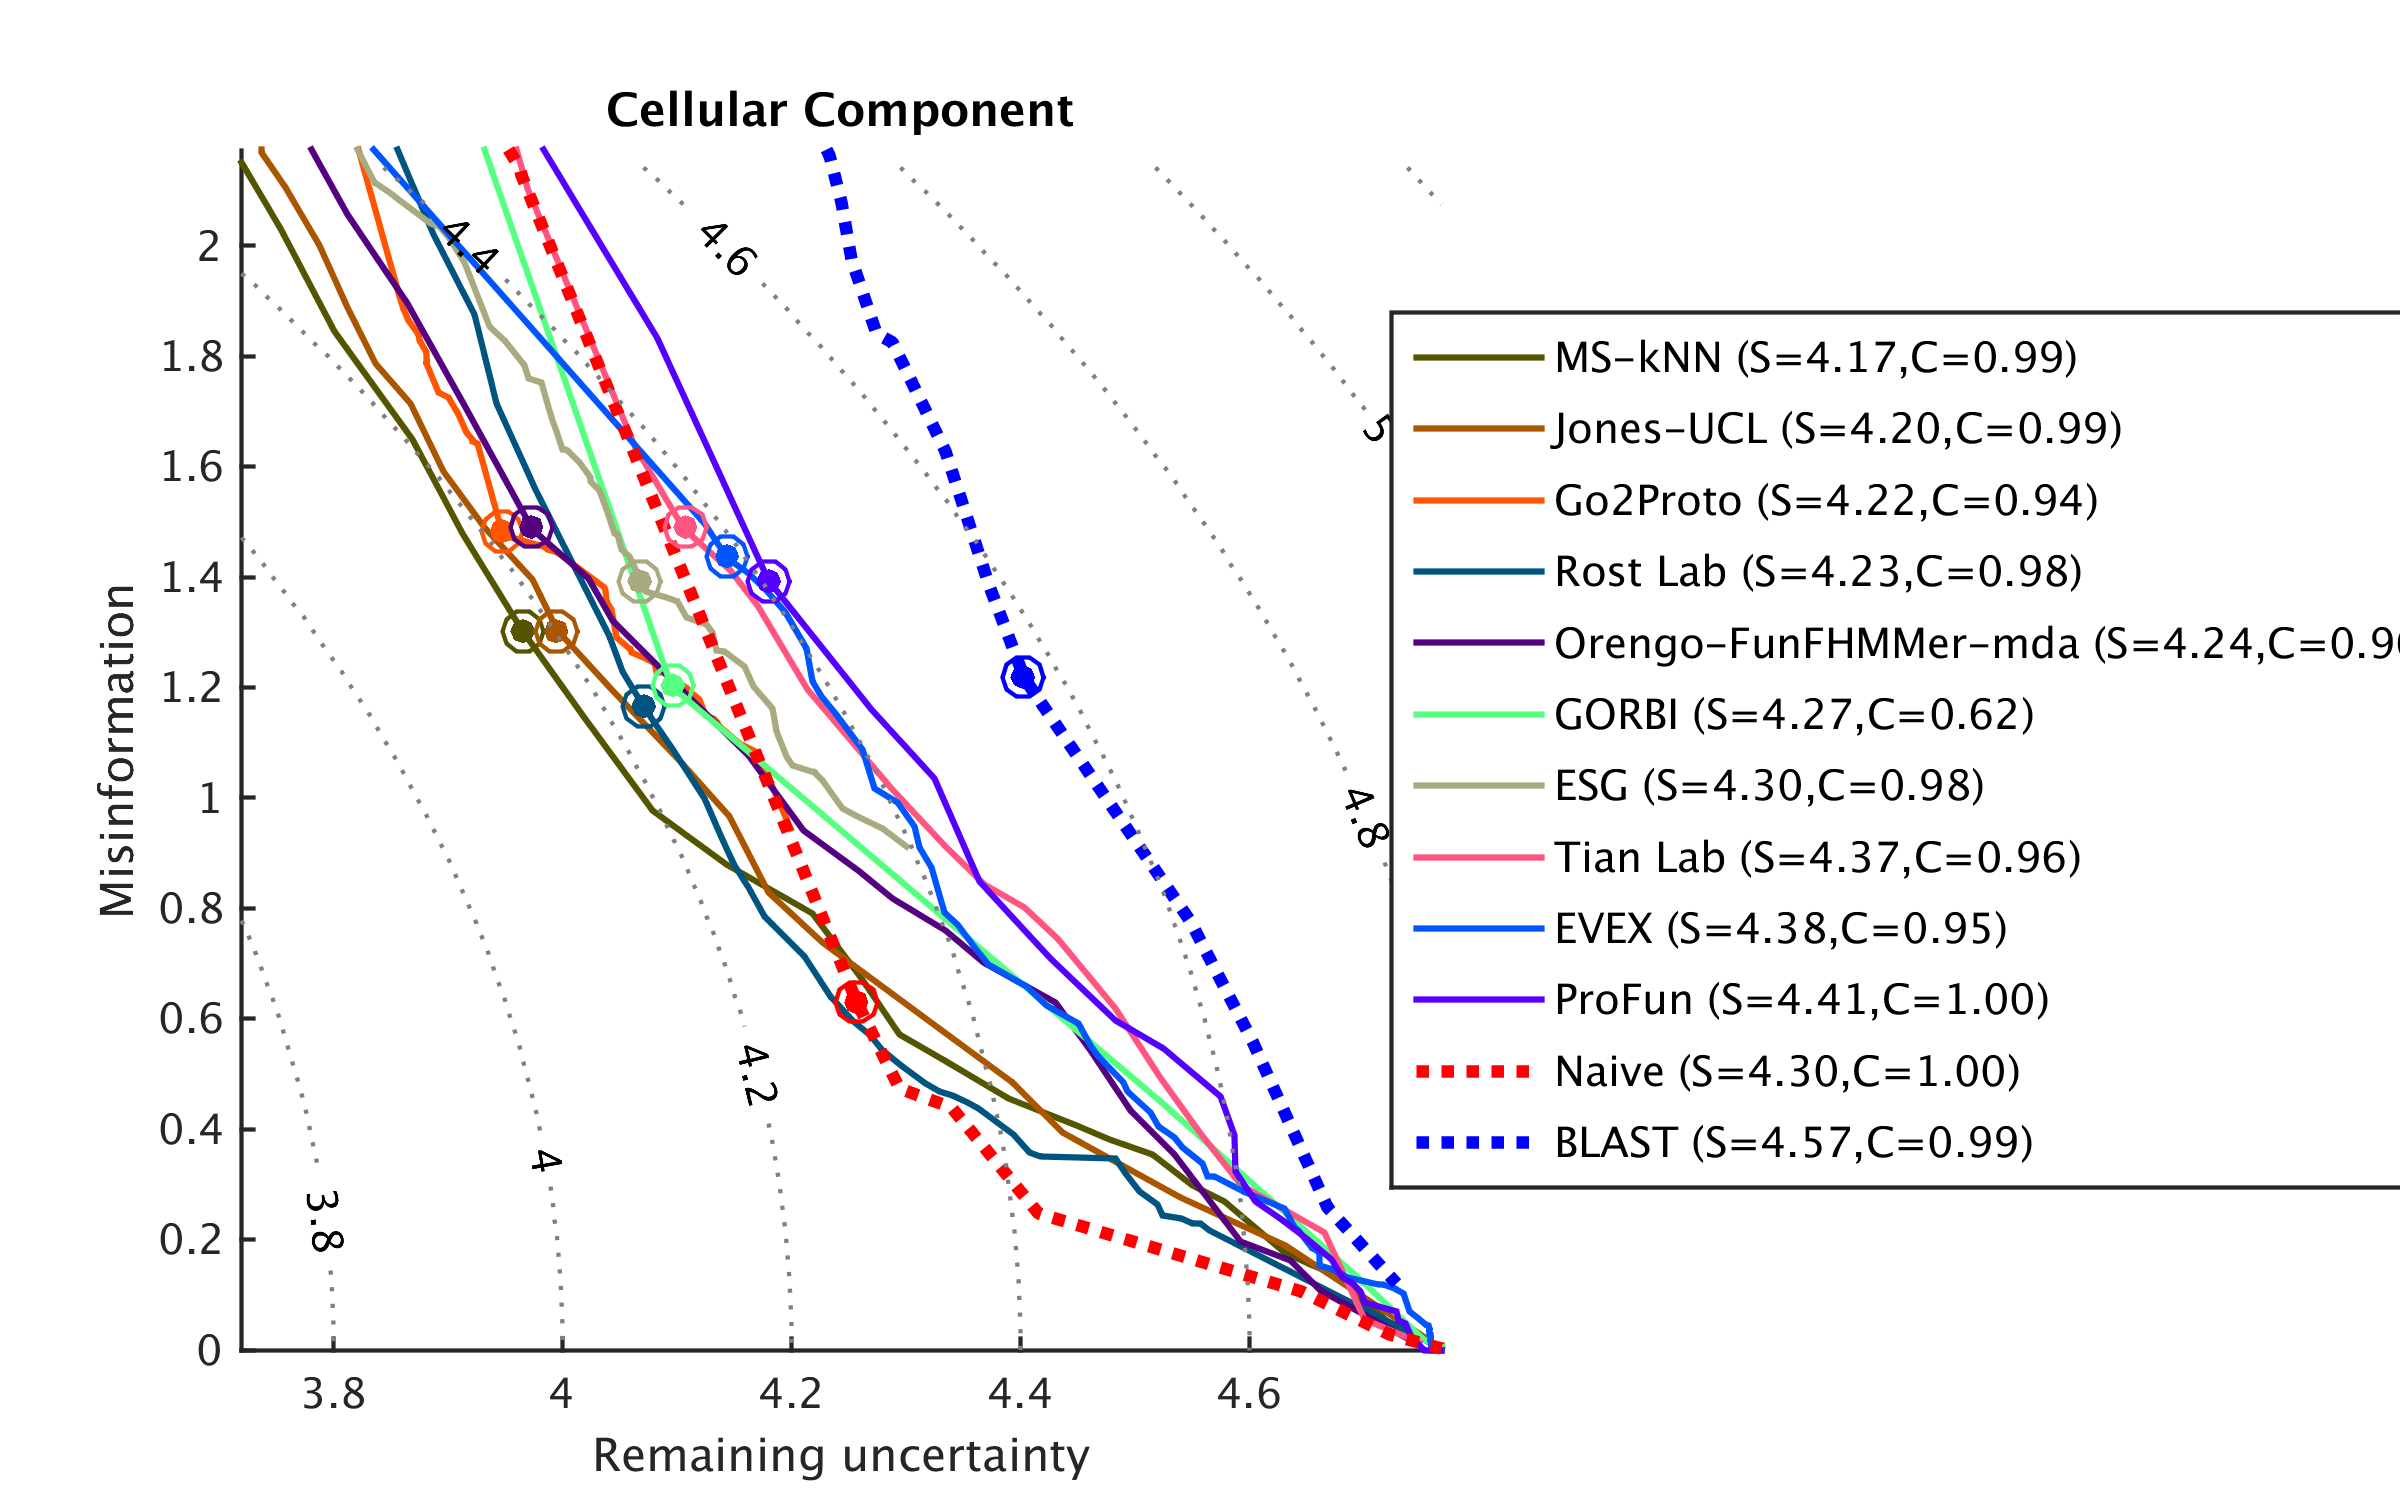 Cellular Component
4.4
4.6
5
4.8
4.2
4
3.8
2
1.8
1.6
1.4
1.2
1
0.8
0.6
0.4
0.2
0
Misinformation
3.8
4
4.2
4.4
4.6
Remaining uncertainty
MS-kNN (S=4.17,C=0.99)
Jones-UCL (S=4.20,C=0.99)
Go2Proto (S=4.22,C=0.94)
Rost Lab (S=4.23,C=0.98)
Orengo-FunFHMMer-mda (S=4.24,C=0.9
GORBI (S=4.27,C=0.62)
ESG (S=4.30,C=0.98)
Tian Lab (S=4.37,C=0.96)
EVEX (S=4.38,C=0.95)
ProFun (S=4.41,C=1.00)
Naive (S=4.30,C=1.00)
BLAST (S=4.57,C=0.99)